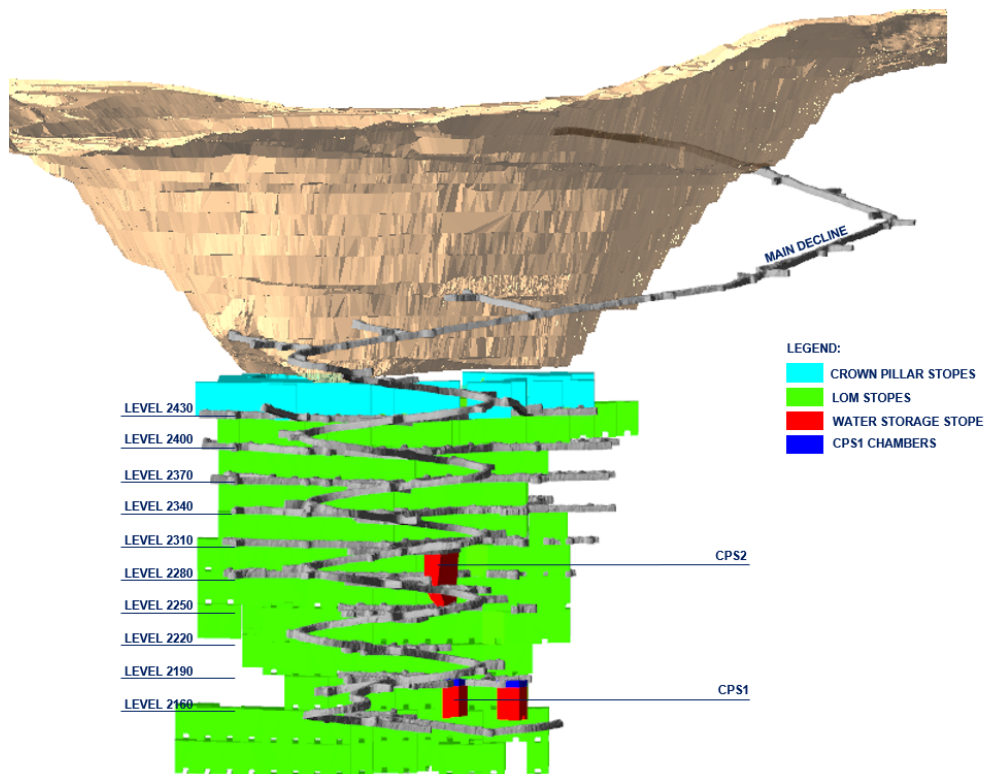 MAIN DECLINE
LEGEND:
CROWN PILLAR STOPES
LOM STOPES
WATER STORAGE STOPE
CPS1 CHAMBERS
LEVEL 2430
LEVEL 2400
LEVEL 2370
LEVEL 2340
LEVEL 2310
CPS2
LEVEL 2280
LEVEL 2250
LEVEL 2220
LEVEL 2190
CPS1
LEVEL 2160